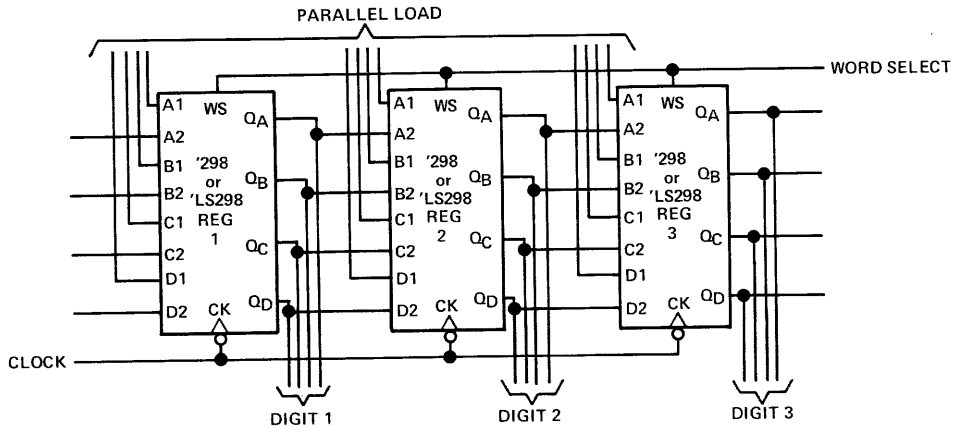 PARALLEL LOAD
WORD SELECT
A1
WS
QA
A2
B1
'298
or
'LS298
REG
1
QB
B2
C1
QC
C2
D1
QD
D2
CK
A1
WS
QA
A2
B1
'298
or
'LS298
REG
2
QB
B2
C1
QC
C2
D1
QD
D2
CK
A1
WS
QA
A2
B1
'298
or
'LS298
REG
3
QB
B2
C1
QC
C2
D1
QD
D2
CK
CLOCK
DIGIT 1
DIGIT 2
DIGIT 3